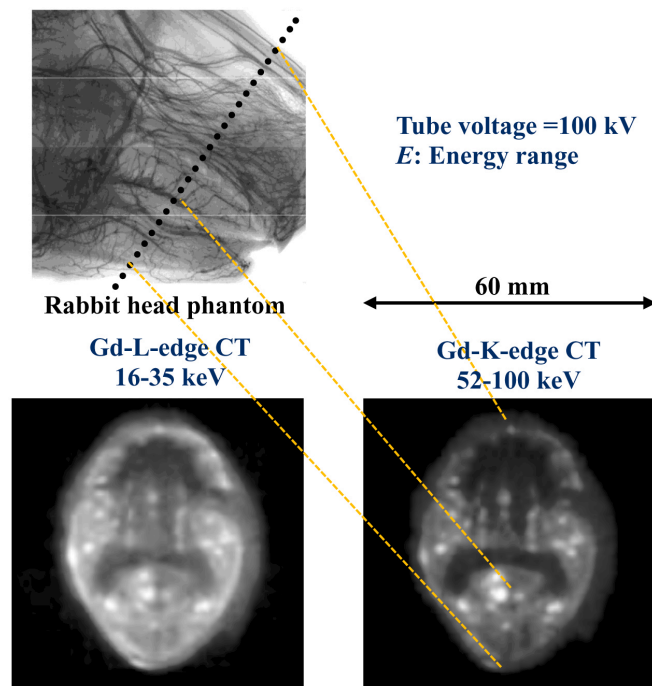 Tube voltage =100 kV
E: Energy range
Rabbit head phantom
60 mm
Gd-L-edge CT
16-35 keV
Gd-K-edge CT
52-100 keV